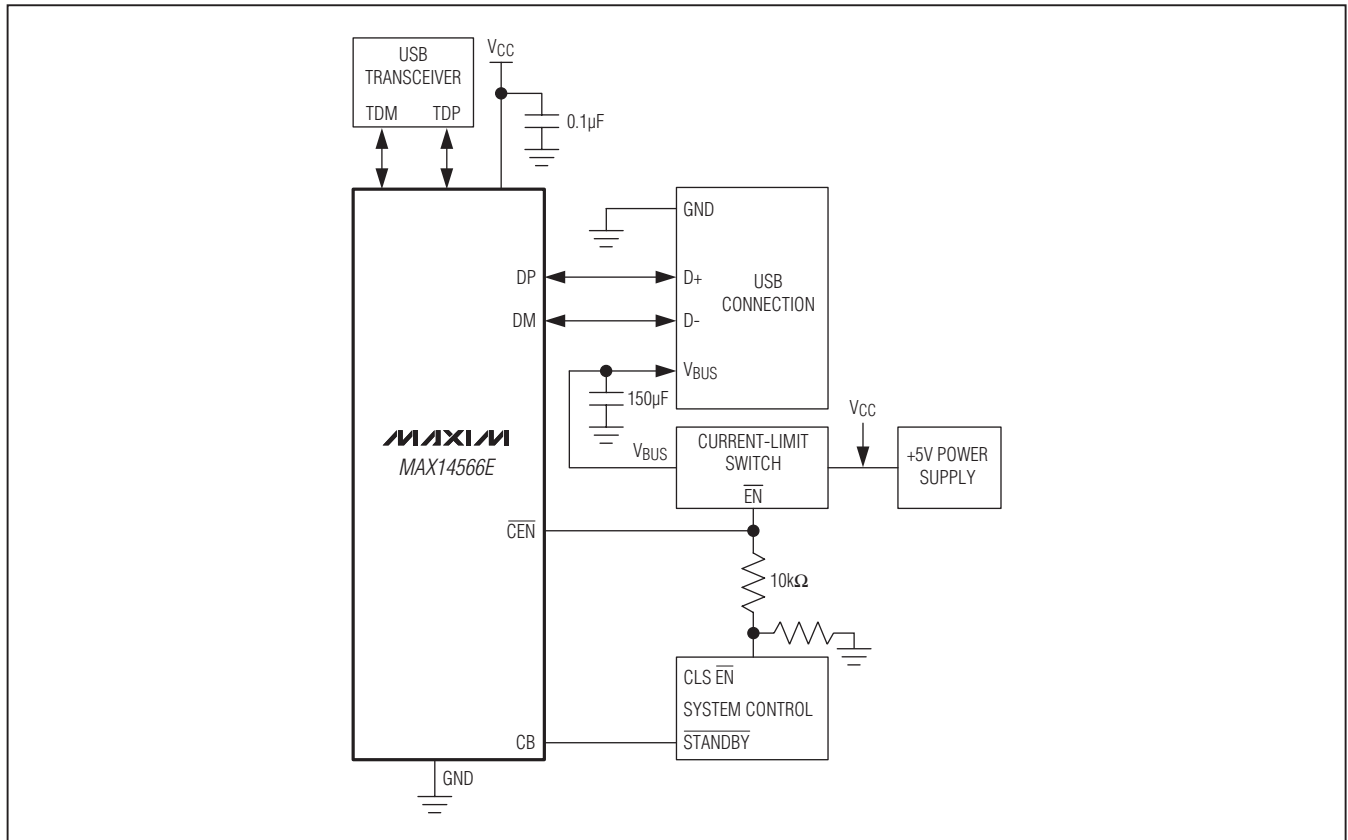 USB
TRANSCEIVER
TDM TDP
VCC
0.1µF
GND
DP
D+
USB
CONNECTION
DM
D-
VBUS
150µF
VCC
MAXIM
MAX14566E
VBUS
CURRENT-LIMIT
SWITCH
EN
+5V POWER
SUPPLY
CEN
10kΩ
CLS EN
SYSTEM CONTROL
CB
STANDBY
GND